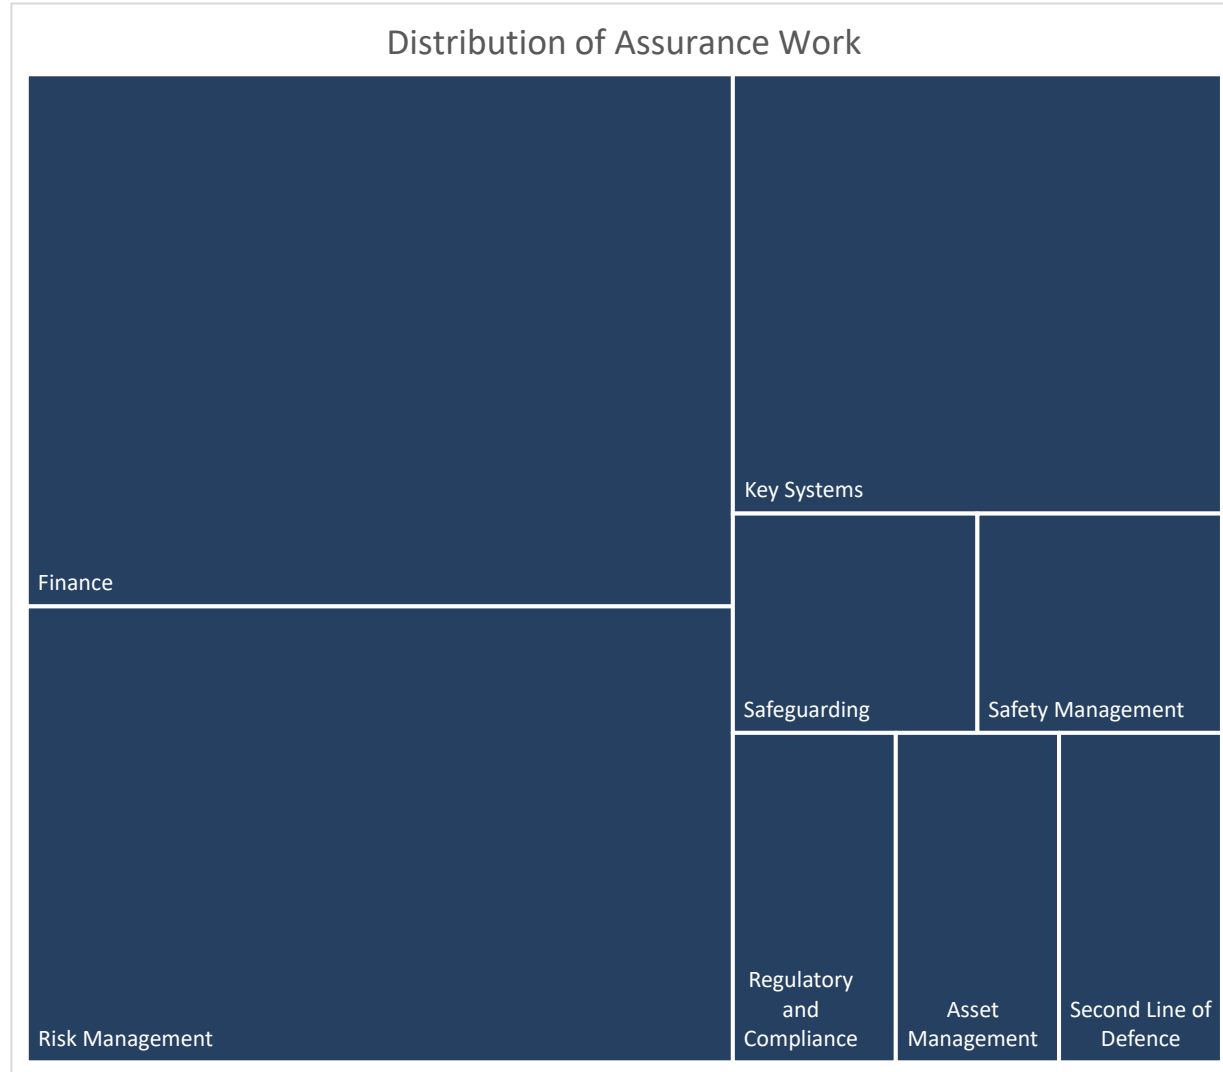 Distribution of Assurance Work
Finance
Key Systems
Risk Management
Safeguarding
Safety Management
Regulatory
and
Compliance
Asset
Management
Second Line of
Defence